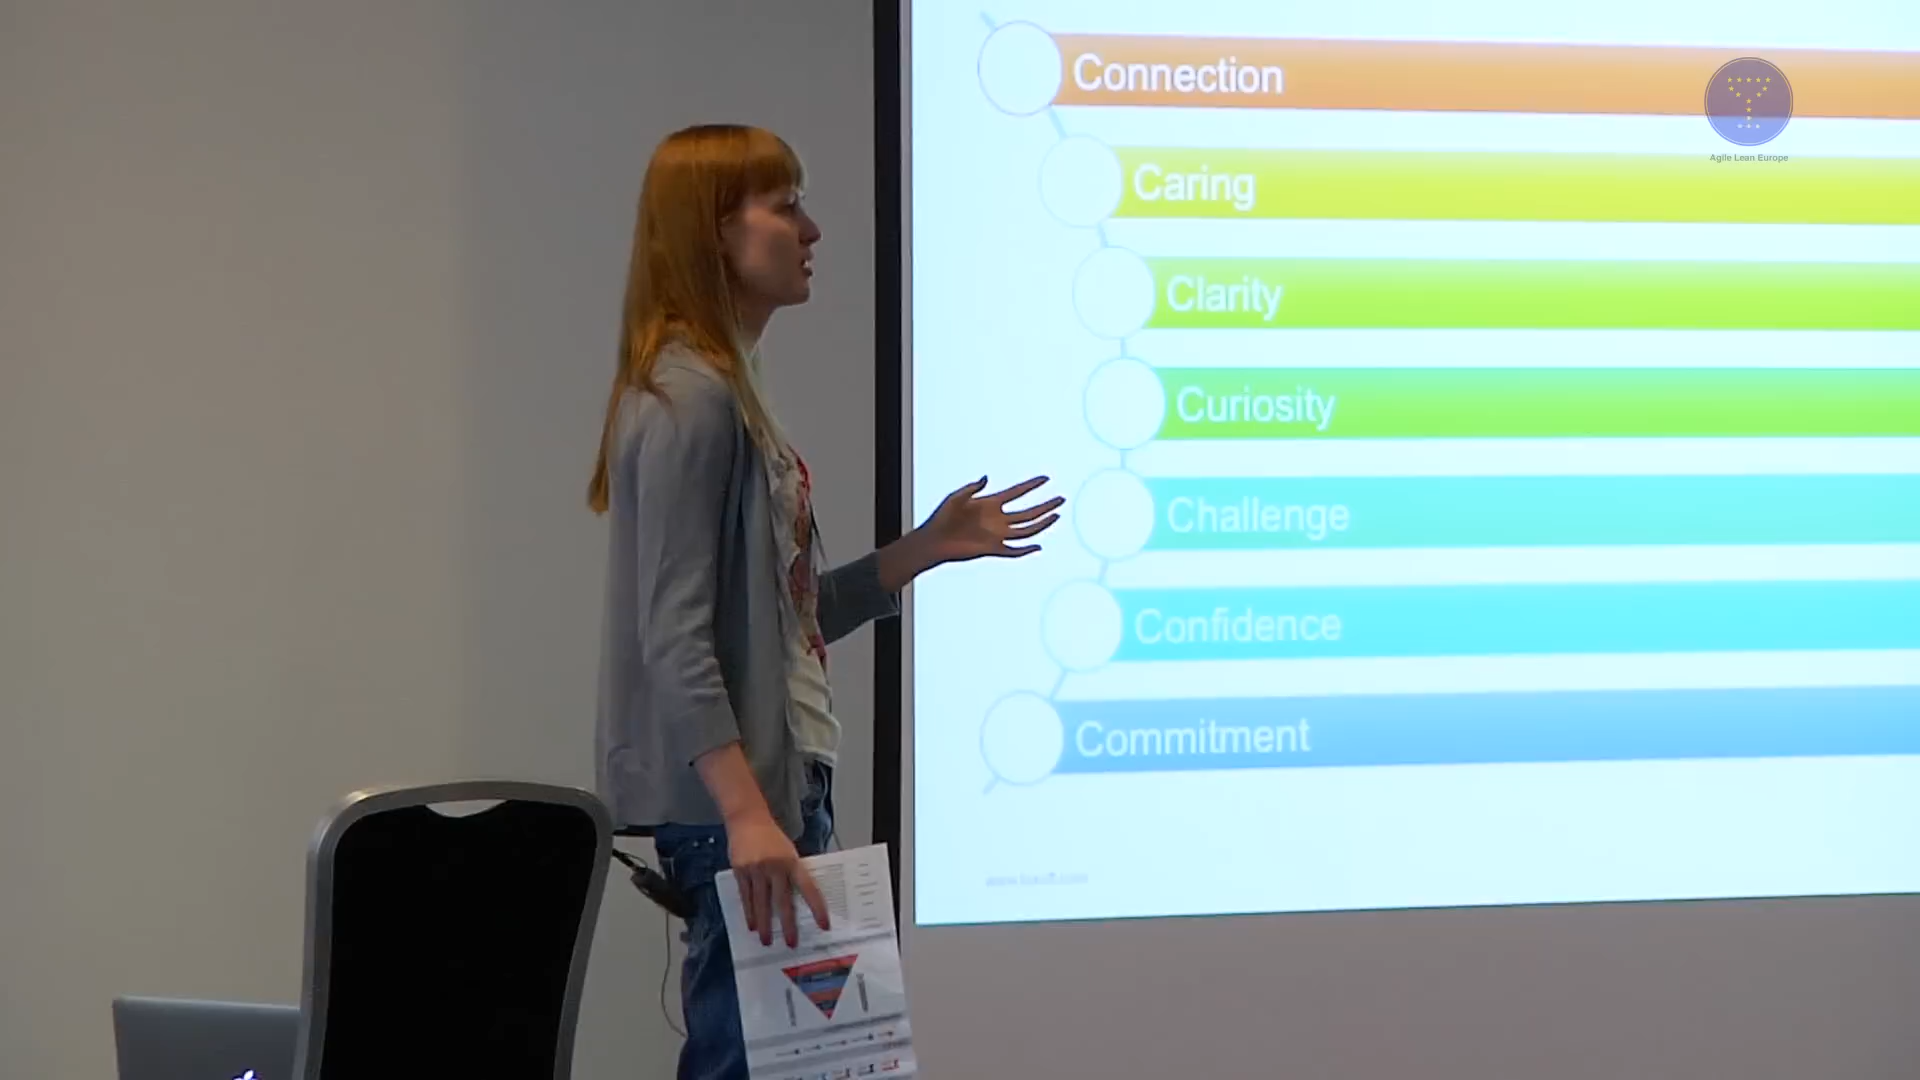 Connection
Agile Lean Europe
Caring
Clarity
Curiosity
Challenge
Confidence
Commitment